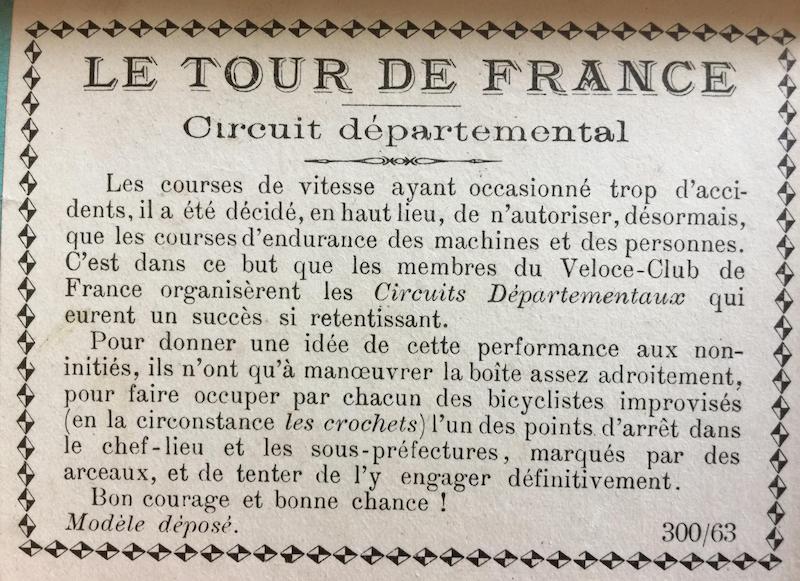 LE TOUR DE FRANCE
Circuit départemental
Les courses de vitesse ayant occasionné trop d'acci-
dents, il a été décidé, en haut lieu, de n'autoriser, désormais,
que les courses d'endurance des machines et des personnes.
C'est dans ce but que les membres du Veloce-Club de
France organisèrent les Circuits Départementaux qui
eurent un succès si retentissant.
Pour donner une idée de cette performance aux non-
initiés, ils n'ont qu'à manœuvrer la boîte assez adroitement,
pour faire occuper par chacun des bicyclistes improvisés
(en la circonstance les crochets) l'un des points d'arrêt dans
le chef-lieu et les sous-préfectures, marqués par des
arceaux, et de tenter de l'y engager définitivement.
Bon courage et bonne chance !
Modèle déposé.
300/63